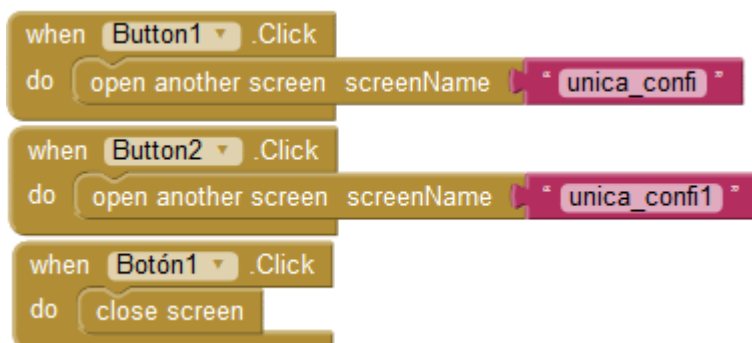 when Button1 .Click
do open another screen screenName “ unica_confi ”
when Button2 .Click
do open another screen screenName “ unica_confi1 ”
when Botón1 .Click
do close screen